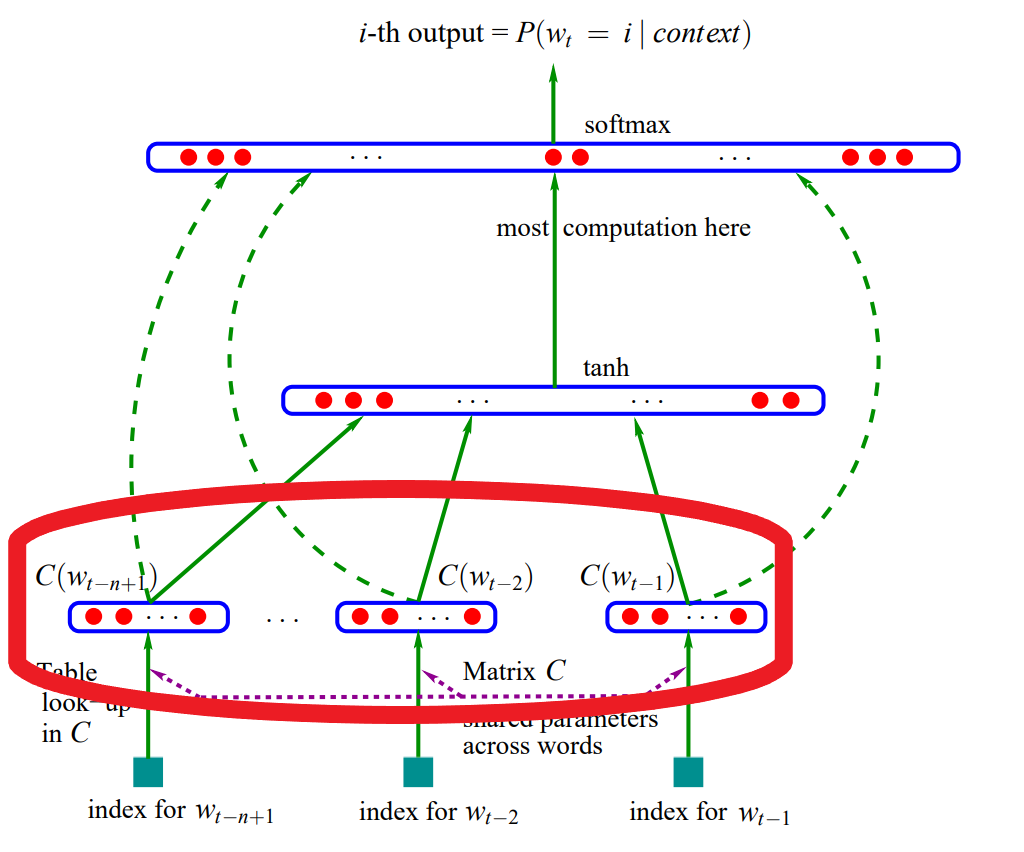 i-th output = P(w_t = i | context)
softmax
. . .
. . .
most computation here
tanh
. . .
. . .
C(w_{t−n+1})
C(w_{t−2})
C(w_{t−1})
. . .
. . .
. . .
. . .
Table
look−up
in C
Matrix C
shared parameters
across words
index for w_{t−n+1}
index for w_{t−2}
index for w_{t−1}